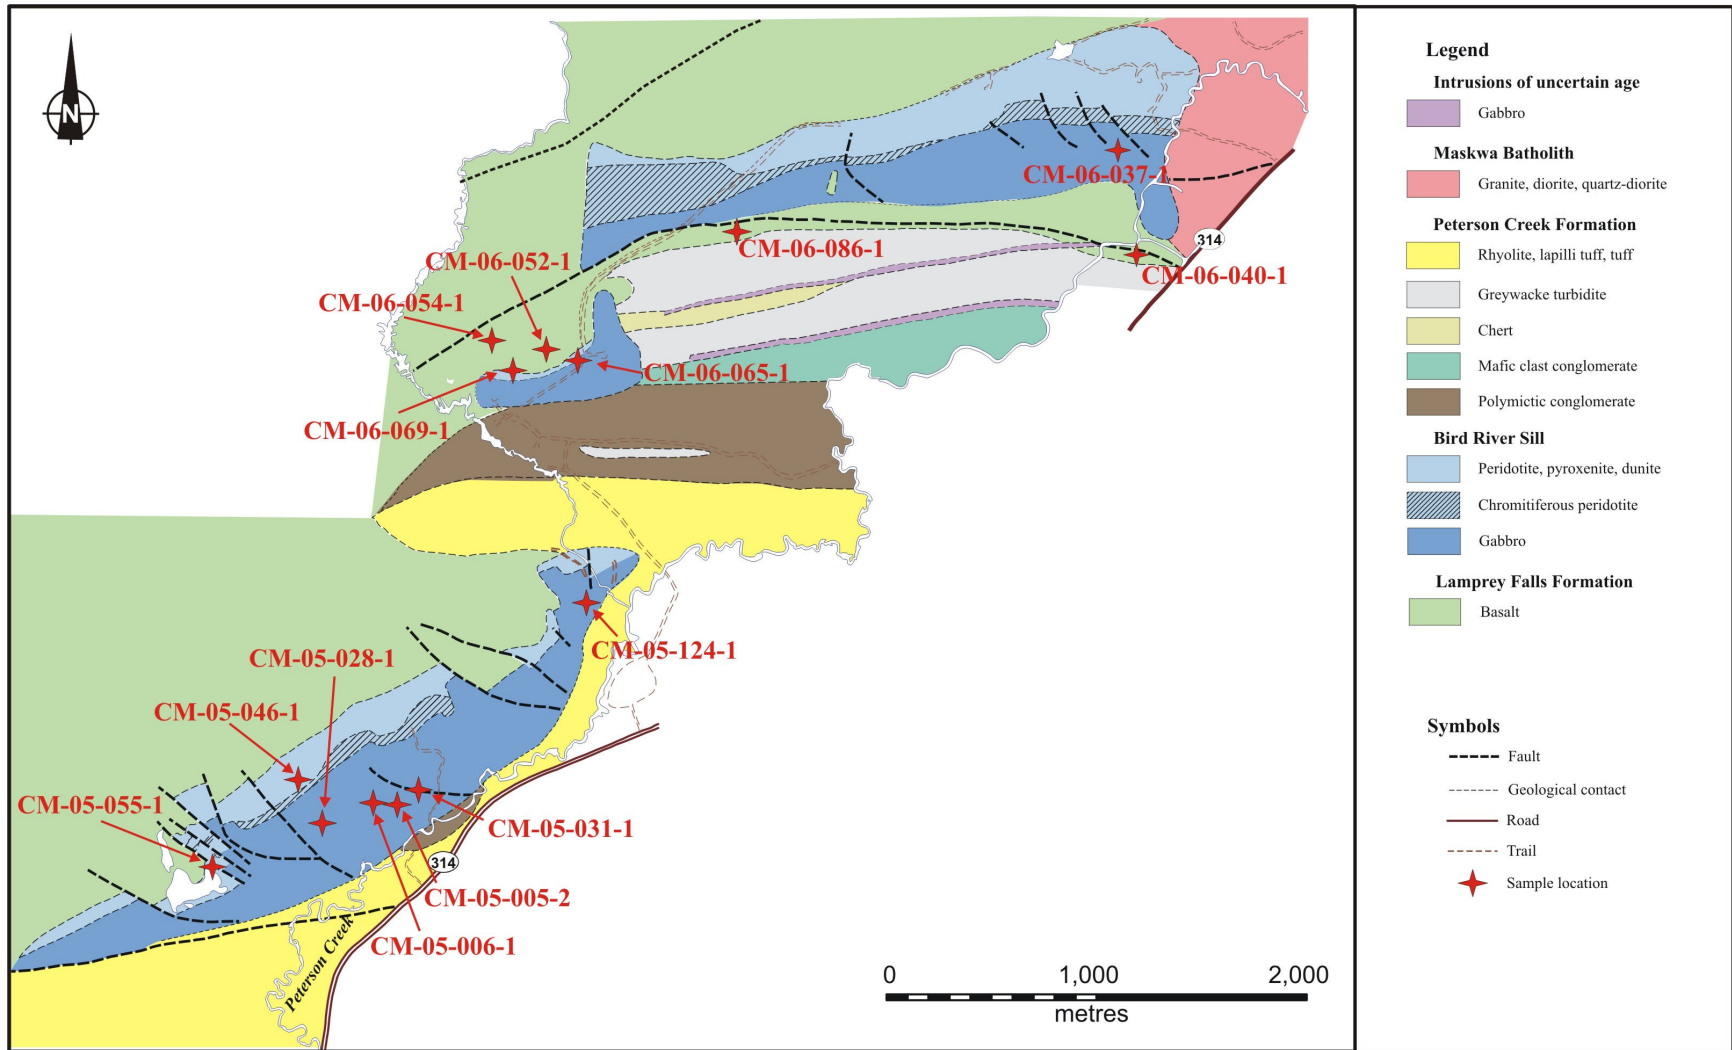 N
CM-06-037-1
314
CM-06-086-1
CM-06-052-1
CM-06-040-1
CM-06-054-1
CM-06-065-1
CM-06-069-1
CM-05-124-1
CM-05-028-1
CM-05-046-1
CM-05-055-1
CM-05-031-1
314
CM-05-005-2
CM-05-006-1
Peterson Creek
0 1,000 2,000
metres
Legend
Intrusions of uncertain age
Gabbro
Maskwa Batholith
Granite, diorite, quartz-diorite
Peterson Creek Formation
Rhyolite, lapilli tuff, tuff
Greywacke turbidite
Chert
Mafic clast conglomerate
Polymictic conglomerate
Bird River Sill
Peridotite, pyroxenite, dunite
Chromitiferous peridotite
Gabbro
Lamprey Falls Formation
Basalt
Symbols
Fault
Geological contact
Road
Trail
Sample location